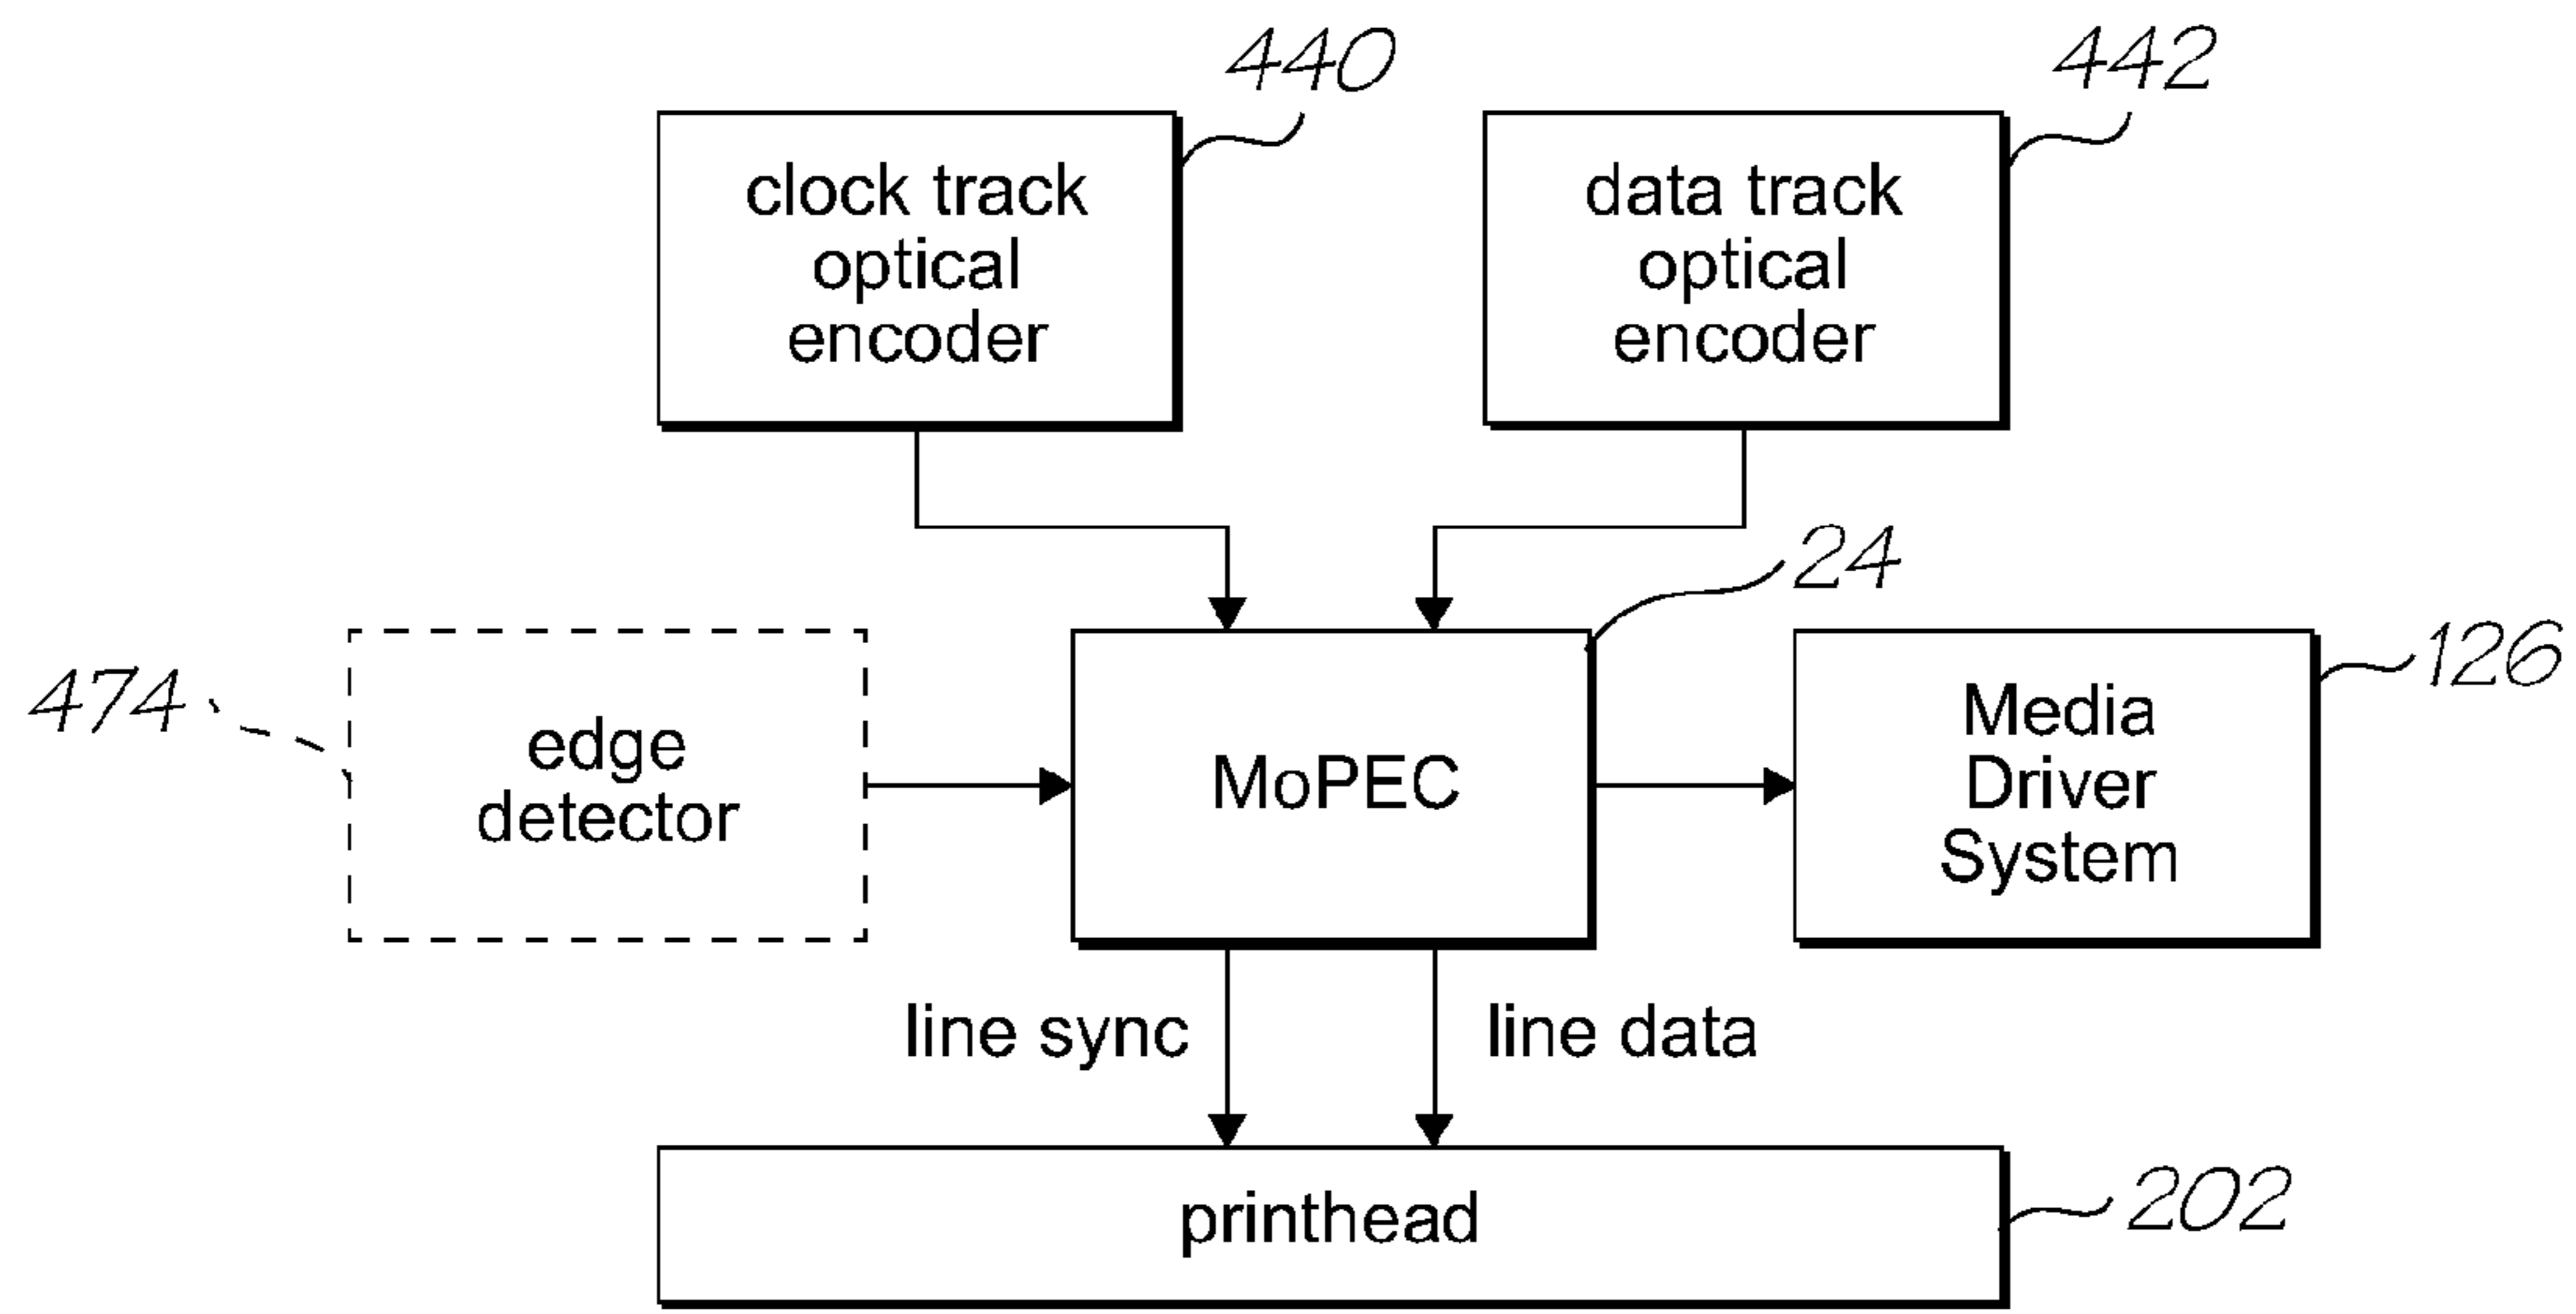 440
442
clock track
optical
encoder
data track
optical
encoder
24
474
edge
detector
MoPEC
126
Media
Driver
System
line sync
line data
printhead
202